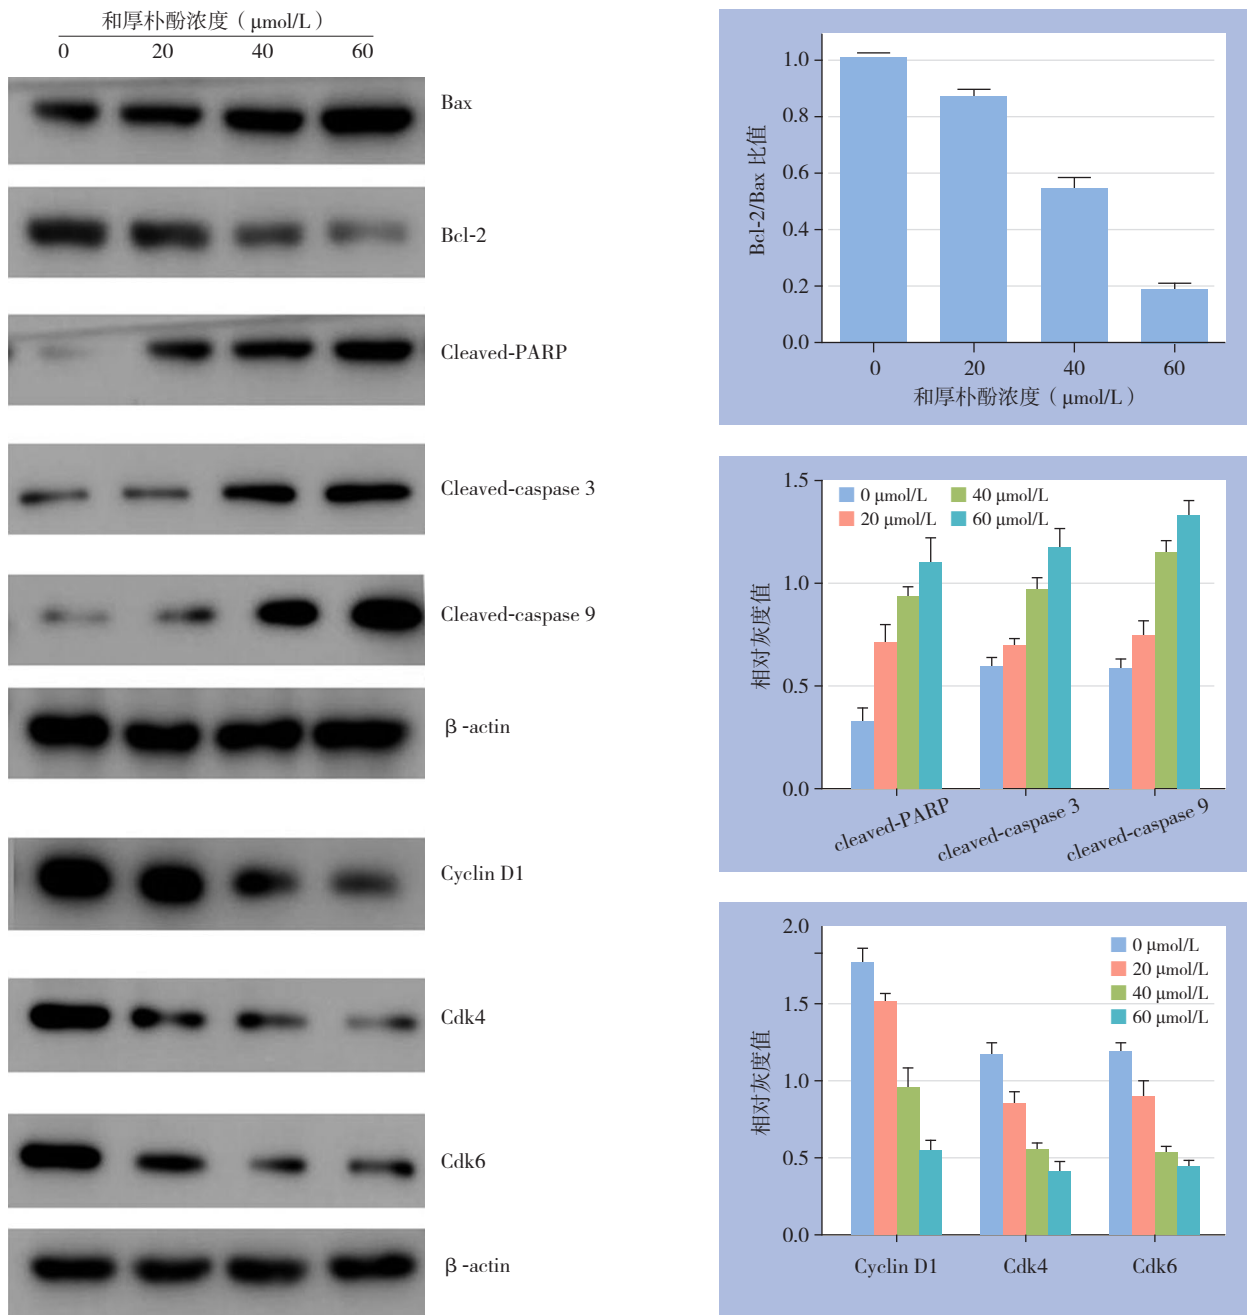 和厚朴酚浓度（μmol/L）
0 20 40 60
Bax
Bcl-2
Cleaved-PARP
Cleaved-caspase 3
Cleaved-caspase 9
β-actin
Cyclin D1
Cdk4
Cdk6
β-actin
Bcl-2/Bax 比值
1.0
0.8
0.6
0.4
0.2
0.0
0 20 40 60
和厚朴酚浓度（μmol/L）
相对灰度值
1.5
1.0
0.5
0.0
0 μmol/L 40 μmol/L
20 μmol/L 60 μmol/L
cleaved-PARP cleaved-caspase 3 cleaved-caspase 9
相对灰度值
2.0
1.5
1.0
0.5
0.0
0 μmol/L
20 μmol/L
40 μmol/L
60 μmol/L
Cyclin D1 Cdk4 Cdk6